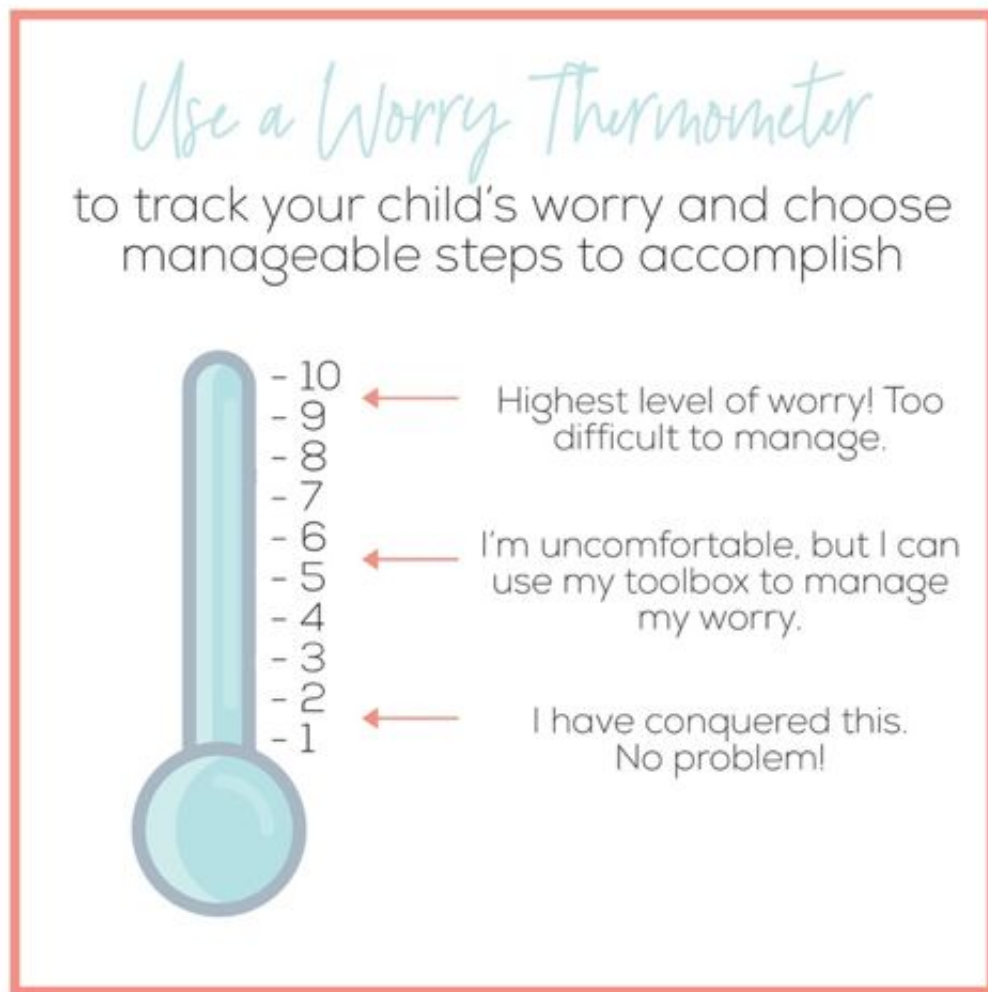 Use a Worry Thermometer
to track your child's worry and choose
manageable steps to accomplish
- 10
- 9
- 8
- 7
- 6
- 5
- 4
- 3
- 2
- 1
Highest level of worry! Too
difficult to manage.
I'm uncomfortable, but I can
use my toolbox to manage
my worry.
I have conquered this.
No problem!